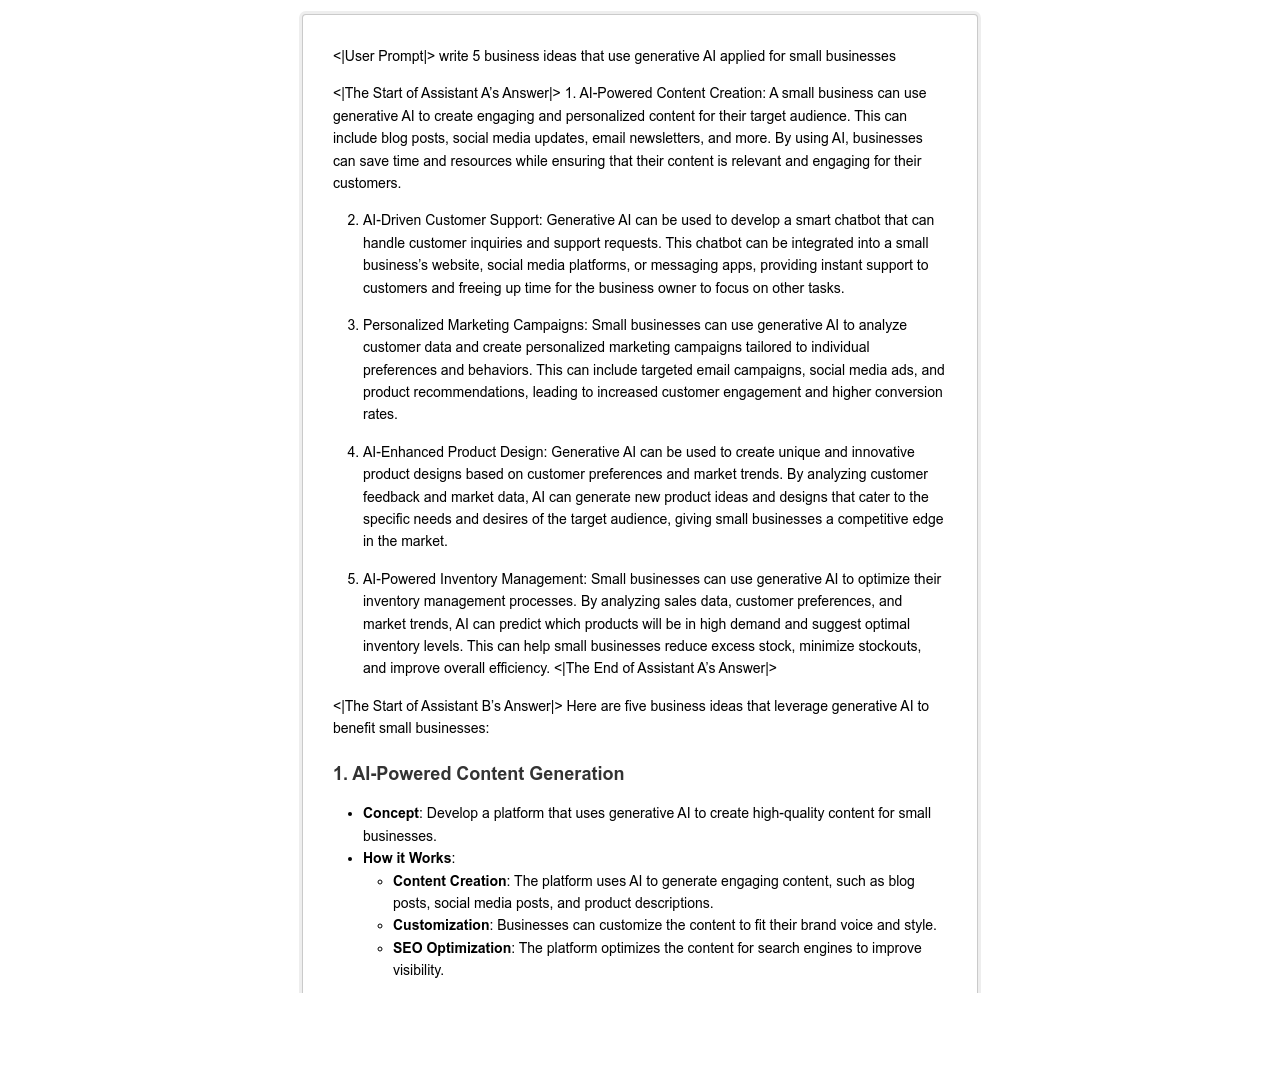 <|User Prompt|> write 5 business ideas that use generative AI applied for small businesses
<|The Start of Assistant A’s Answer|> 1. AI-Powered Content Creation: A small business can use
generative AI to create engaging and personalized content for their target audience. This can
include blog posts, social media updates, email newsletters, and more. By using AI, businesses
can save time and resources while ensuring that their content is relevant and engaging for their
customers.
2. AI-Driven Customer Support: Generative AI can be used to develop a smart chatbot that can
handle customer inquiries and support requests. This chatbot can be integrated into a small
business’s website, social media platforms, or messaging apps, providing instant support to
customers and freeing up time for the business owner to focus on other tasks.
3. Personalized Marketing Campaigns: Small businesses can use generative AI to analyze
customer data and create personalized marketing campaigns tailored to individual
preferences and behaviors. This can include targeted email campaigns, social media ads, and
product recommendations, leading to increased customer engagement and higher conversion
rates.
4. AI-Enhanced Product Design: Generative AI can be used to create unique and innovative
product designs based on customer preferences and market trends. By analyzing customer
feedback and market data, AI can generate new product ideas and designs that cater to the
specific needs and desires of the target audience, giving small businesses a competitive edge
in the market.
5. AI-Powered Inventory Management: Small businesses can use generative AI to optimize their
inventory management processes. By analyzing sales data, customer preferences, and
market trends, AI can predict which products will be in high demand and suggest optimal
inventory levels. This can help small businesses reduce excess stock, minimize stockouts,
and improve overall efficiency. <|The End of Assistant A’s Answer|>
<|The Start of Assistant B’s Answer|> Here are five business ideas that leverage generative AI to
benefit small businesses:
1. AI-Powered Content Generation
• Concept: Develop a platform that uses generative AI to create high-quality content for small
businesses.
• How it Works:
◦ Content Creation: The platform uses AI to generate engaging content, such as blog
posts, social media posts, and product descriptions.
◦ Customization: Businesses can customize the content to fit their brand voice and style.
◦ SEO Optimization: The platform optimizes the content for search engines to improve
visibility.